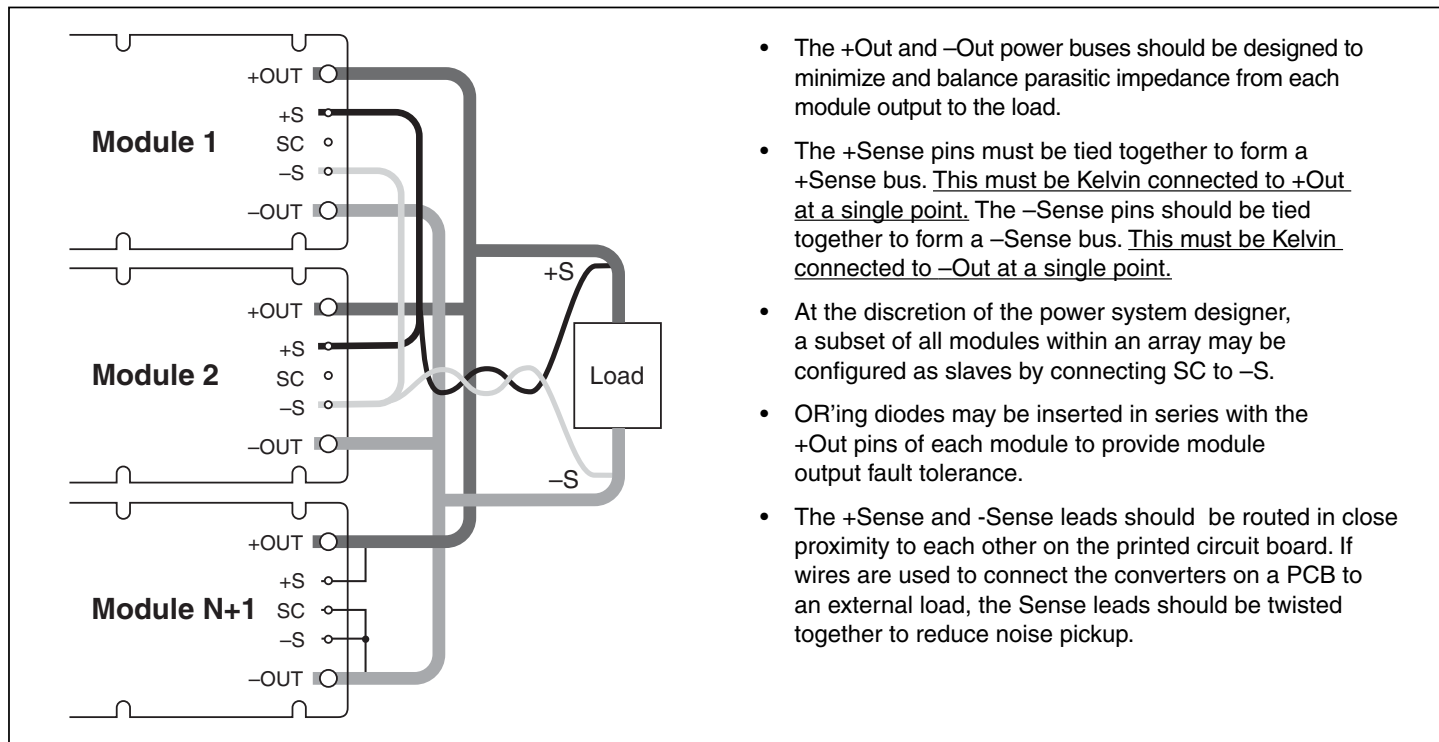 +OUT
+S
Module 1
SC
–S
–OUT
+OUT
+S
Module 2
SC
–S
–OUT
+OUT
+S
Module N+1
SC
–S
–OUT
+S
Load
–S
• The +Out and –Out power buses should be designed to
minimize and balance parasitic impedance from each
module output to the load.
• The +Sense pins must be tied together to form a
+Sense bus. This must be Kelvin connected to +Out
at a single point. The –Sense pins should be tied
together to form a –Sense bus. This must be Kelvin
connected to –Out at a single point.
• At the discretion of the power system designer,
a subset of all modules within an array may be
configured as slaves by connecting SC to –S.
• OR’ing diodes may be inserted in series with the
+Out pins of each module to provide module
output fault tolerance.
• The +Sense and -Sense leads should be routed in close
proximity to each other on the printed circuit board. If
wires are used to connect the converters on a PCB to
an external load, the Sense leads should be twisted
together to reduce noise pickup.